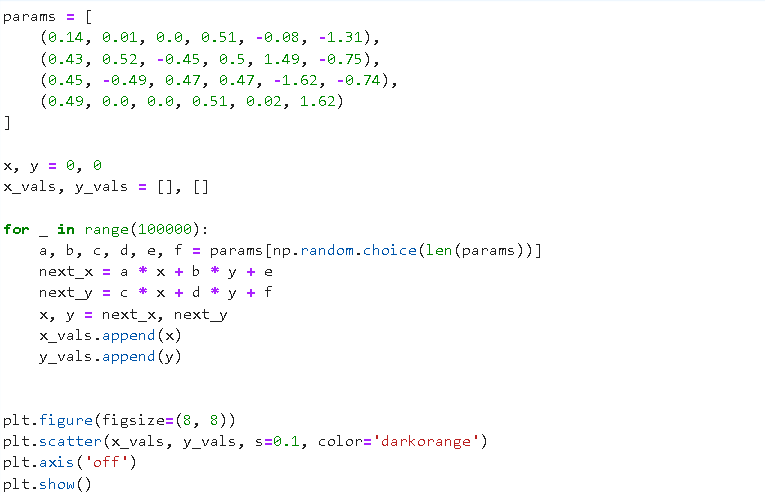 params = [
    (0.14, 0.01, 0.0, 0.51, -0.08, -1.31),
    (0.43, 0.52, -0.45, 0.5, 1.49, -0.75),
    (0.45, -0.49, 0.47, 0.47, -1.62, -0.74),
    (0.49, 0.0, 0.0, 0.51, 0.02, 1.62)
]

x, y = 0, 0
x_vals, y_vals = [], []

for _ in range(100000):
    a, b, c, d, e, f = params[np.random.choice(len(params))]
    next_x = a * x + b * y + e
    next_y = c * x + d * y + f
    x, y = next_x, next_y
    x_vals.append(x)
    y_vals.append(y)


plt.figure(figsize=(8, 8))
plt.scatter(x_vals, y_vals, s=0.1, color='darkorange')
plt.axis('off')
plt.show()